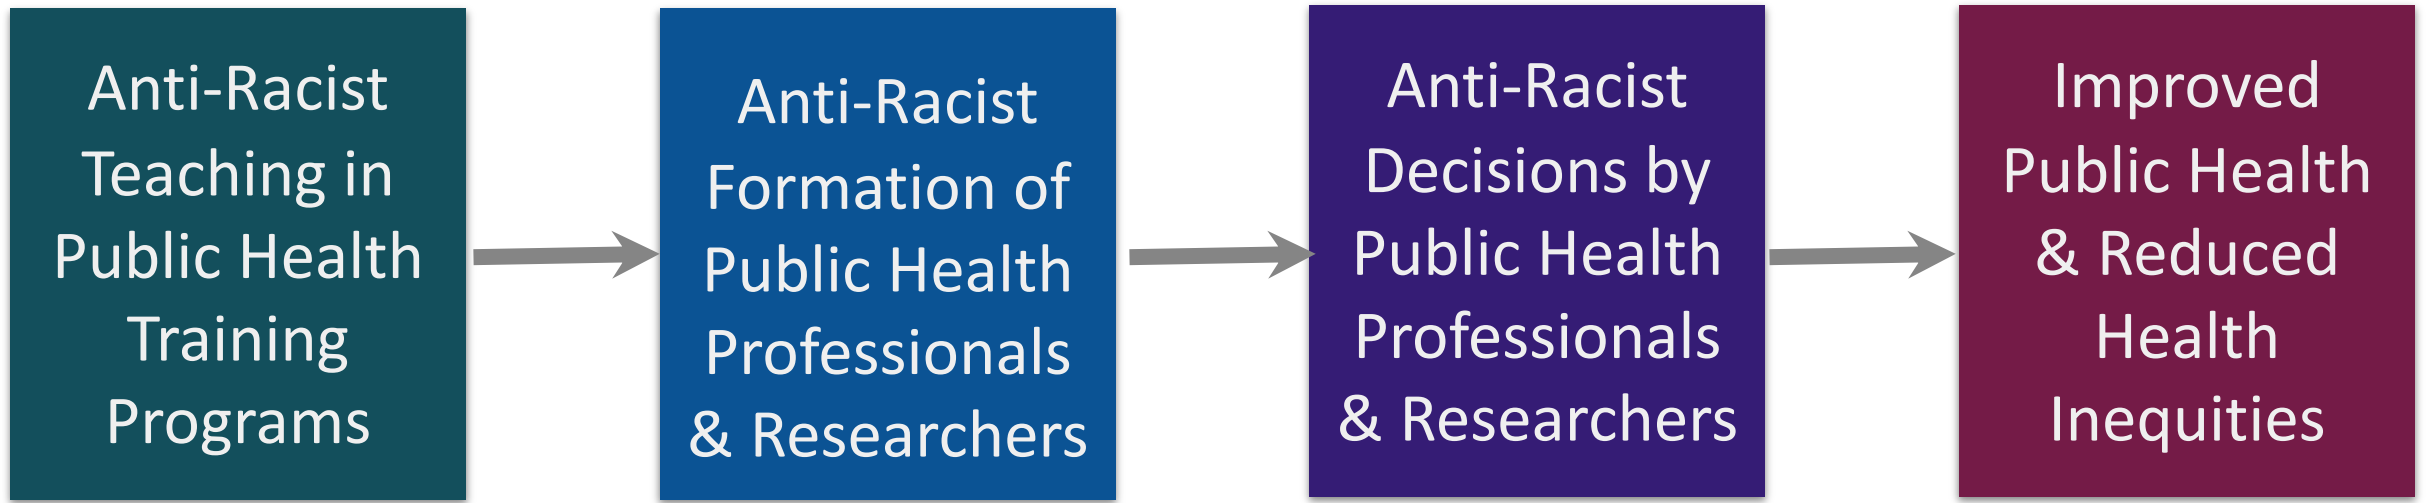 Anti-Racist
Teaching in
Public Health
Training
Programs
Anti-Racist
Formation of
Public Health
Professionals
& Researchers
Anti-Racist
Decisions by
Public Health
Professionals
& Researchers
Improved
Public Health
& Reduced
Health
Inequities